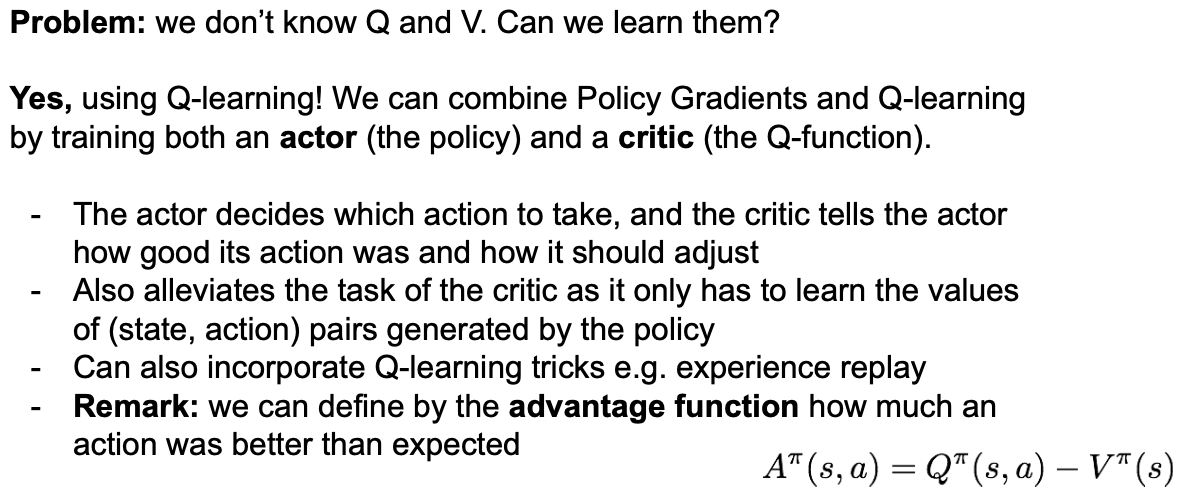 Problem: we don't know Q and V. Can we learn them?
Yes, using Q-learning! We can combine Policy Gradients and Q-learning
by training both an actor (the policy) and a critic (the Q-function).
- The actor decides which action to take, and the critic tells the actor
how good its action was and how it should adjust
- Also alleviates the task of the critic as it only has to learn the values
of (state, action) pairs generated by the policy
- Can also incorporate Q-learning tricks e.g. experience replay
- Remark: we can define by the advantage function how much an
action was better than expected
A^π(s, a) = Q^π(s, a) − V^π(s)